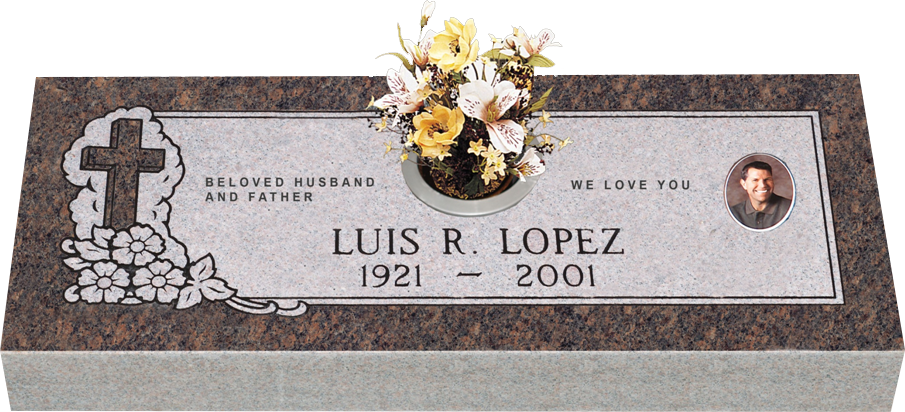 BELOVED HUSBAND
AND FATHER
WE LOVE YOU
LUIS R. LOPEZ
1921 – 2001